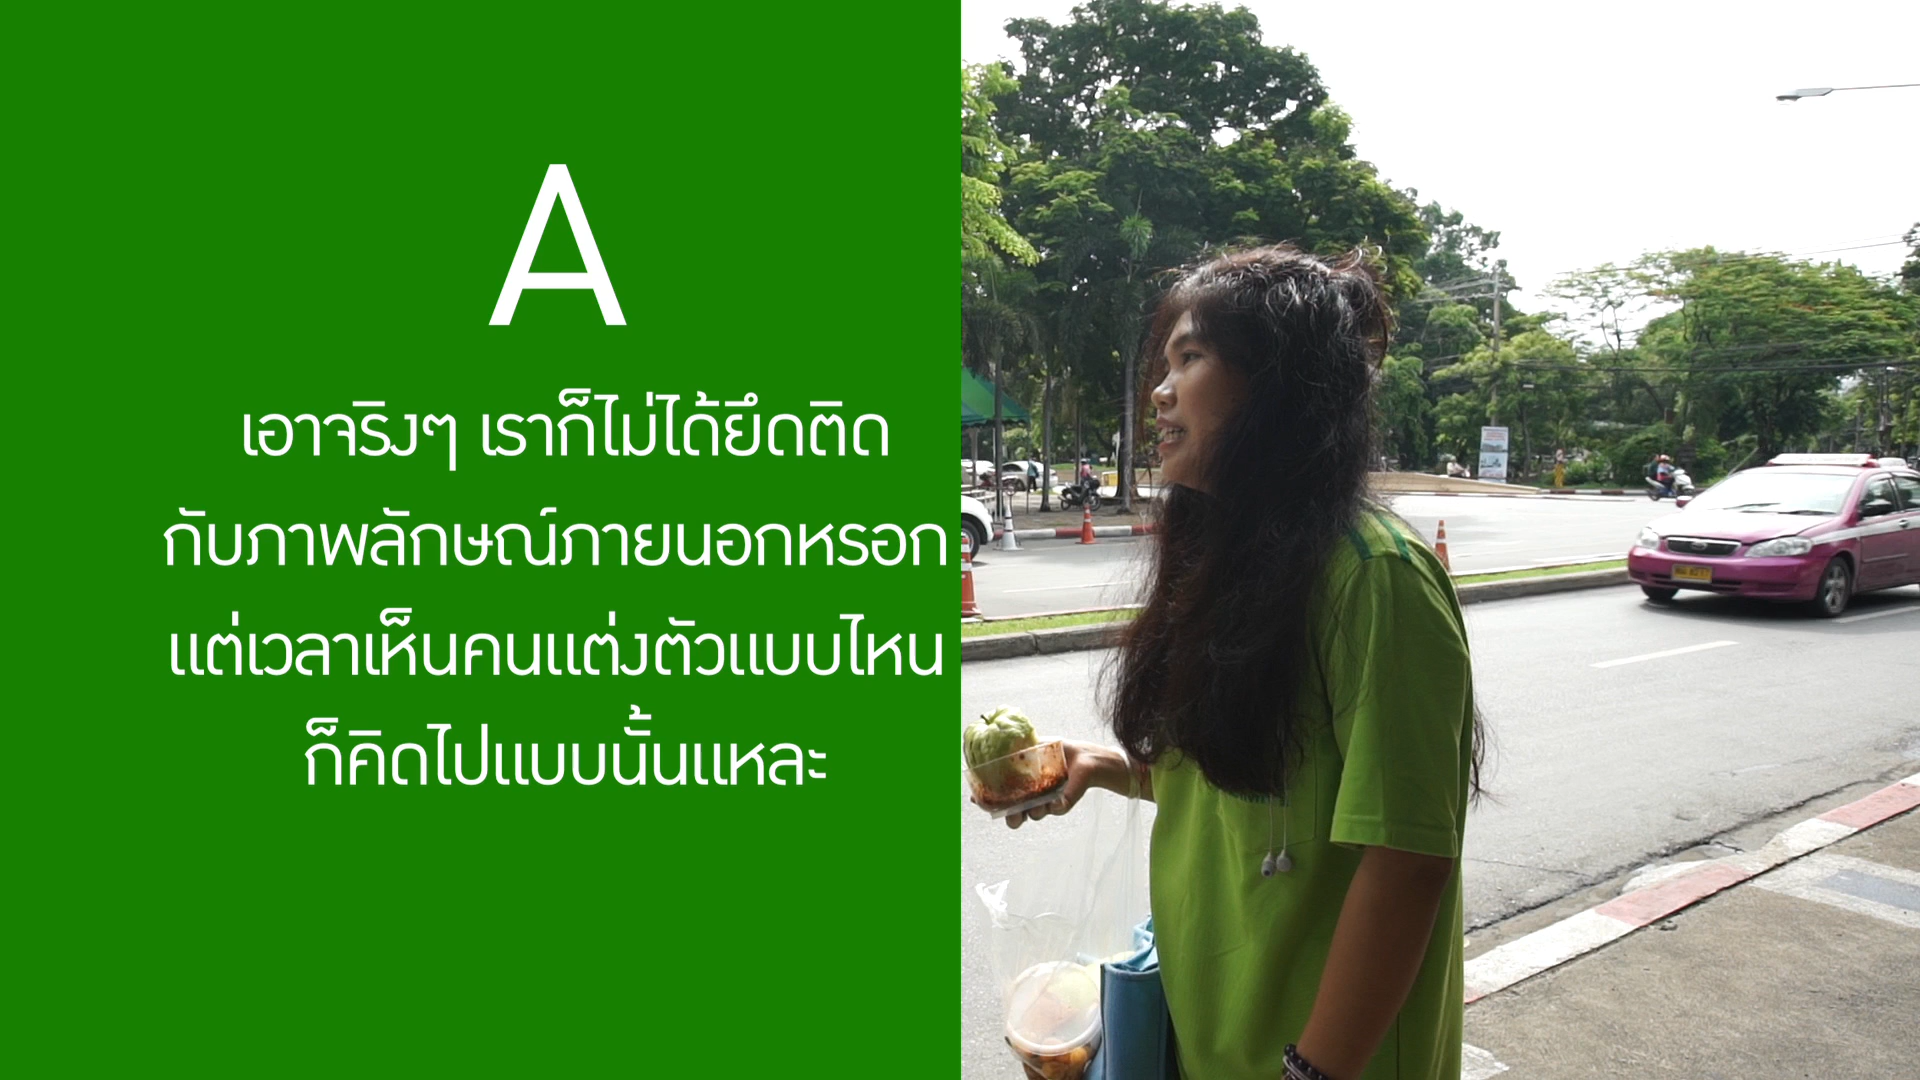 A
เอาจริงๆ เราก็ไม่ได้ยึดติด
กับภาพลักษณ์ภายนอกหรอก
แต่เวลาเห็นคนแต่งตัวแบบไหน
ก็คิดไปแบบนั้นแหละ